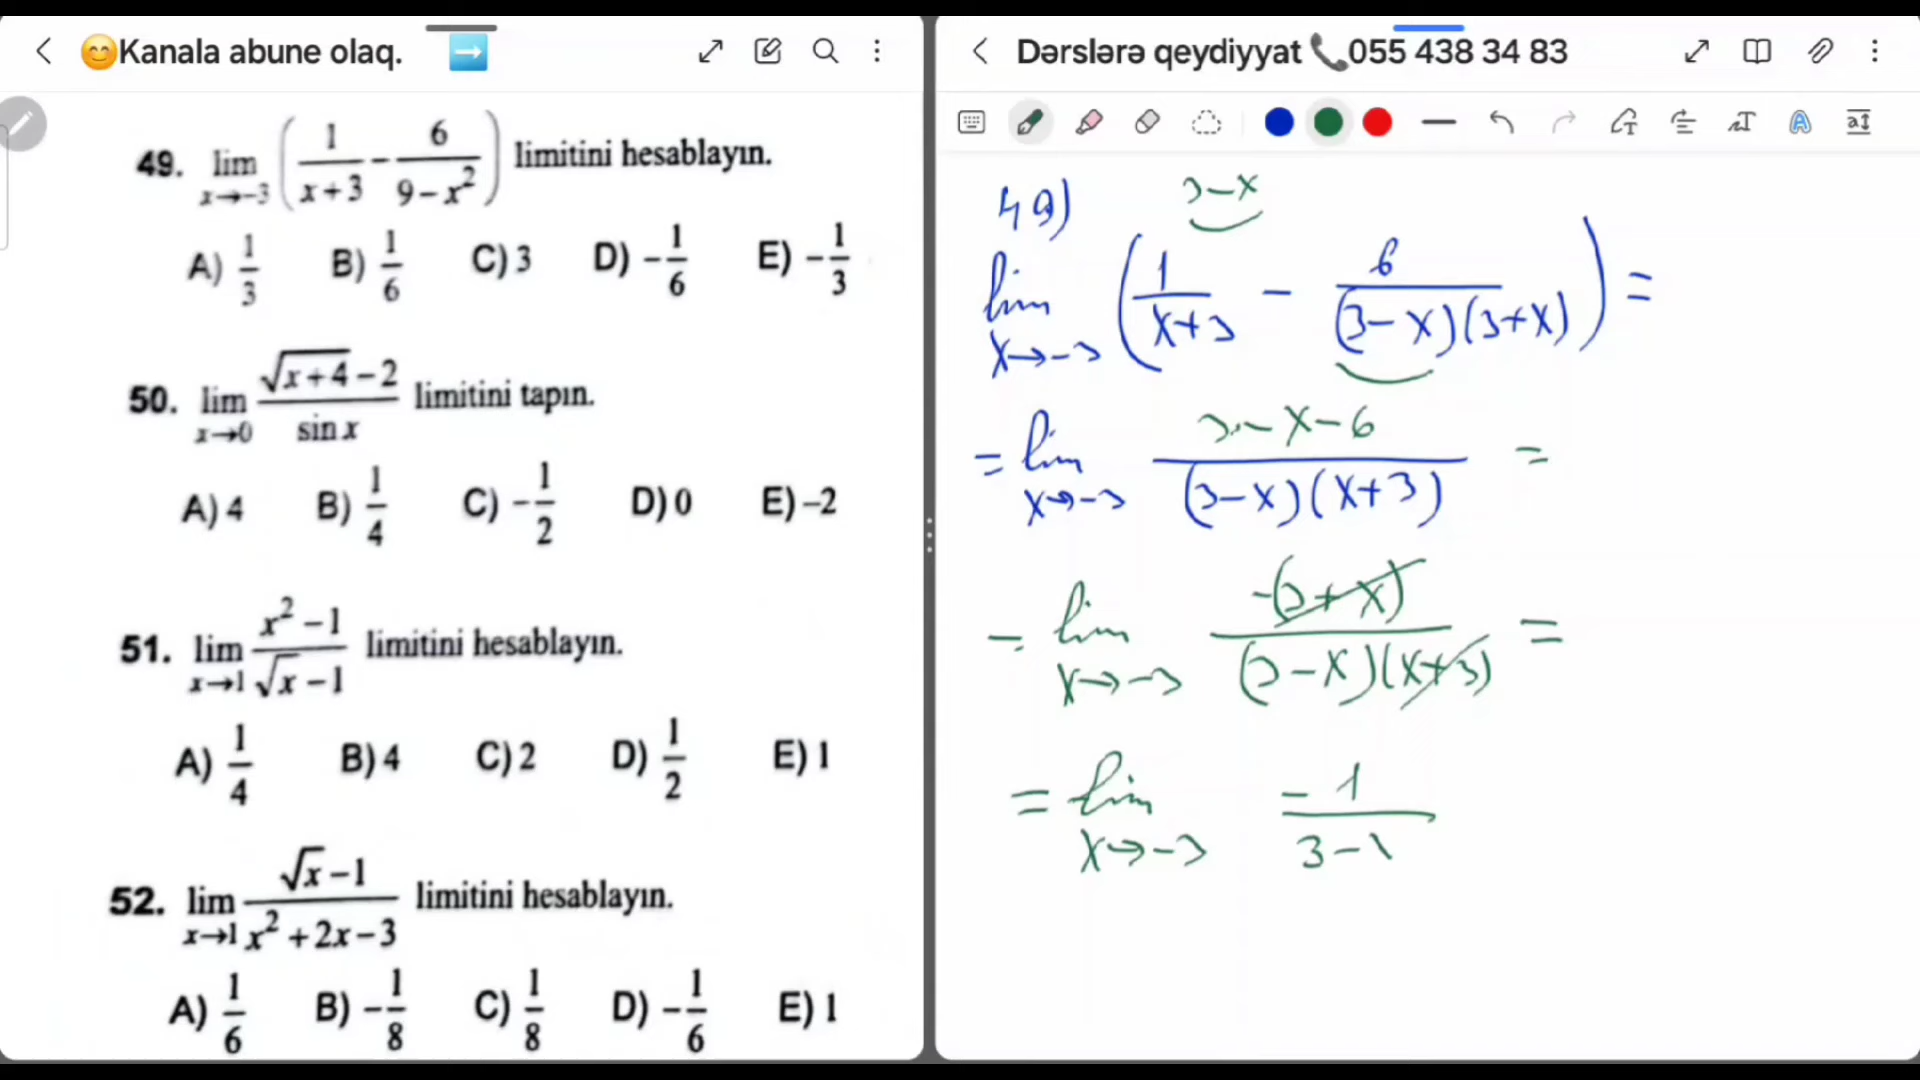 😊Kanala abune olaq. ➡️
49. lim x→-3 (1/(x+3) - 6/(9-x²)) limitini hesablayın.
A) 1/3 B) 1/6 C) 3 D) -1/6 E) -1/3
50. lim x→0 (√(x+4) - 2)/(sin x) limitini tapın.
A) 4 B) 1/4 C) -1/2 D) 0 E) -2
51. lim x→1 (x² - 1)/(√x - 1) limitini hesablayın.
A) 1/4 B) 4 C) 2 D) 1/2 E) 1
52. lim x→1 (√x - 1)/(x² + 2x - 3) limitini hesablayın.
A) 1/6 B) -1/8 C) 1/8 D) -1/6 E) 1
Dərslərə qeydiyyat 📞055 438 34 83
49)
3-x
lim x→-3 (1/(x+3) - 6/((3-x)(3+x))) =
= lim x→-3 (3-x-6)/((3-x)(x+3)) =
= lim x→-3 -(3+x)/((3-x)(x+3)) =
= lim x→-3 -1/(3-x